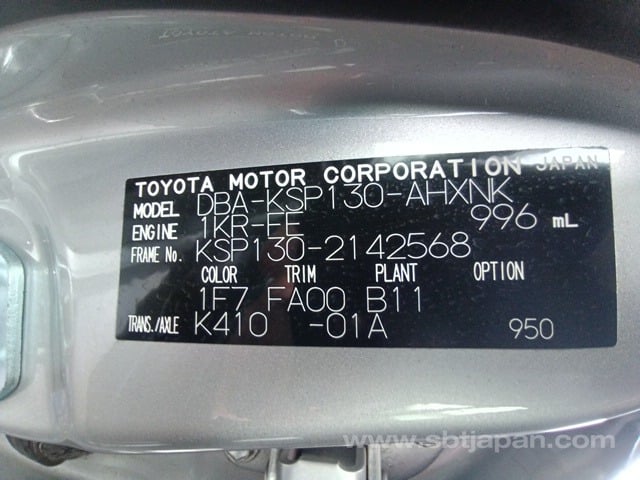 TOYOTA MOTOR CORPORATION JAPAN
MODEL DBA-KSP130-AHXNK
ENGINE 1KR-FE 996 mL
FRAME No. KSP130-2142568
COLOR TRIM PLANT OPTION
1F7 FA00 B11
TRANS./AXLE K410 -01A 950
www.sbtjapan.com